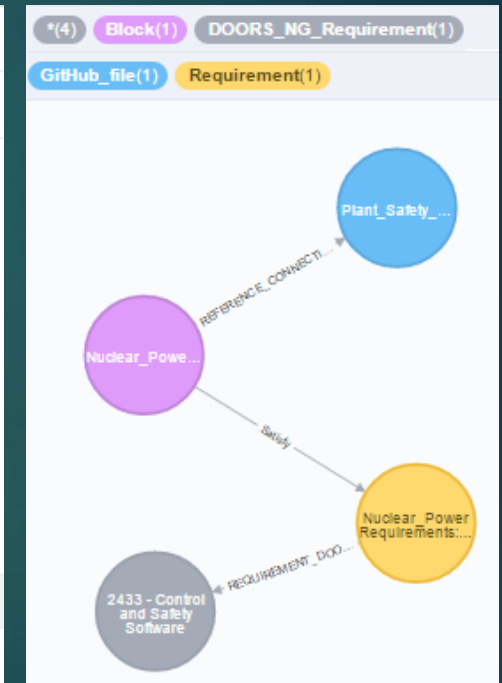 *(4) Block(1) DOORS_NG_Requirement(1)
GitHub_file(1) Requirement(1)
Plant_Safety_...
REFERENCE_CONNECTI...
Nuclear_Powe...
Satisfy
Nuclear_Power
Requirements:...
REQUIREMENT_DOO...
2433 - Control
and Safety
Software